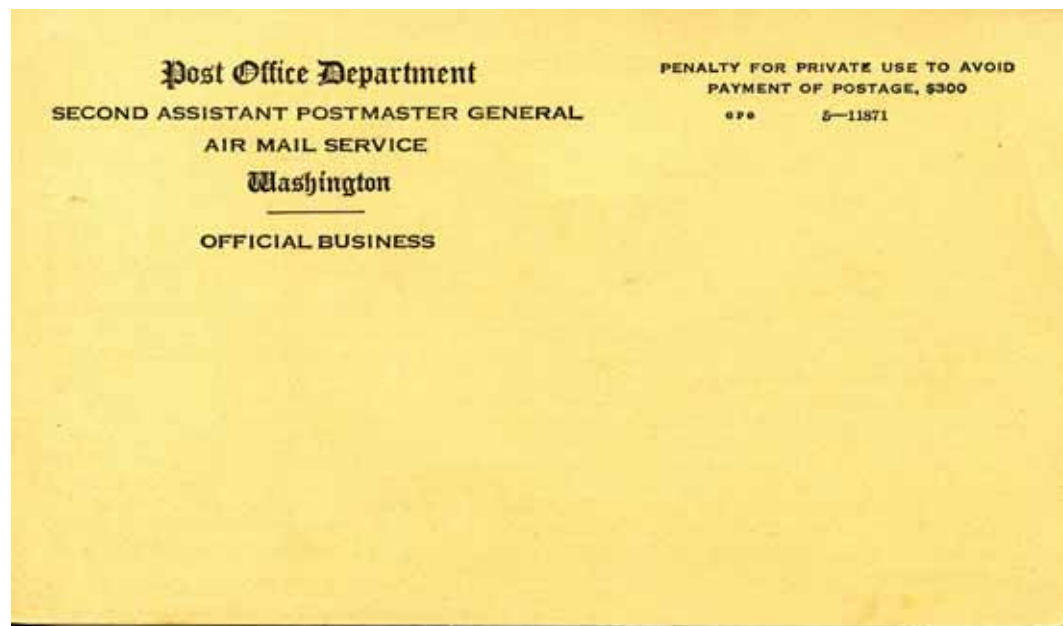 Post Office Department
SECOND ASSISTANT POSTMASTER GENERAL
AIR MAIL SERVICE
Washington
OFFICIAL BUSINESS
PENALTY FOR PRIVATE USE TO AVOID
PAYMENT OF POSTAGE, $300
GPO 5—11871